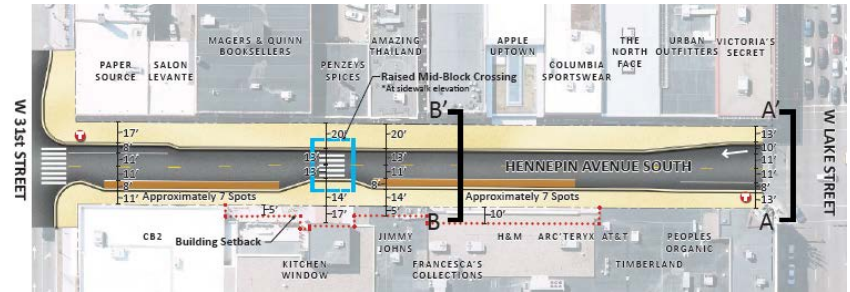 MAGERS & QUINN
BOOKSELLERS
AMAZING
THAILAND
PAPER
SOURCE
SALON
LEVANTE
PENZEYS
SPICES
APPLE
UPTOWN
COLUMBIA
SPORTSWEAR
THE
NORTH
FACE
URBAN
OUTFITTERS
VICTORIA'S
SECRET
Raised Mid-Block Crossing
*At sidewalk elevation
B'
A'
W 31st STREET
W LAKE STREET
T
17'
8'
11'
11'
8'
11'
20'
13'
13'
14'
17'
20'
13'
11'
8'
14'
5'
13'
10'
11'
11'
8'
13'
HENNEPIN AVENUE SOUTH
Approximately 7 Spots
Approximately 7 Spots
T
5'
10'
B
A
Building Setback
CB2
KITCHEN
WINDOW
JIMMY
JOHNS
FRANCESCA'S
COLLECTIONS
H&M
ARC'TERYX
AT&T
TIMBERLAND
PEOPLES
ORGANIC